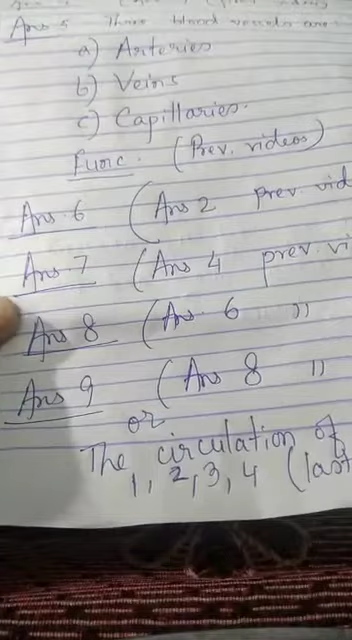 Ans 5 Three blood vessels are
a) Arteries
b) Veins
c) Capillaries.
Func. (Prev. videos)
Ans. 6 (Ans 2 prev. vid
Ans. 7 (Ans 4 prev. vi
Ans 8 (Ans. 6 "
Ans 9 (Ans 8 "
or
The circulation of
1, 2, 3, 4 (last